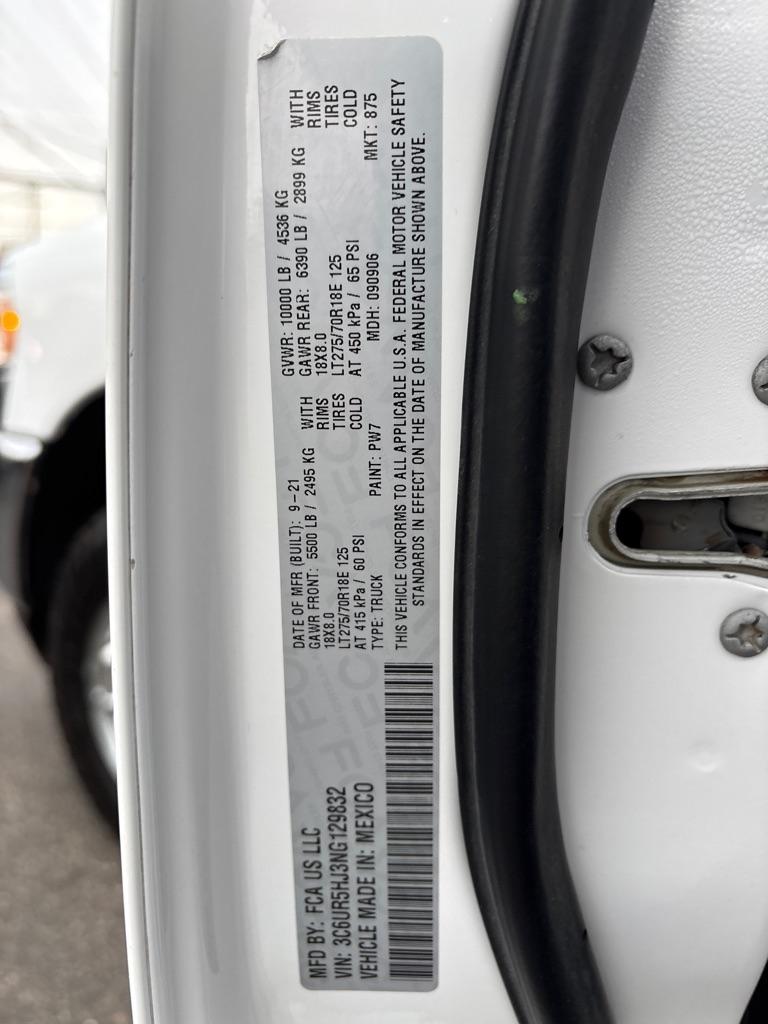 MFD BY: FCA US LLC
VIN: 3C6UR5HJ3NG129832
VEHICLE MADE IN: MEXICO
DATE OF MFR (BUILT): 9-21
GAWR FRONT: 5500 LB / 2495 KG WITH
18X8.0 RIMS
LT275/70R18E 125 TIRES
AT 415 kPa / 60 PSI COLD
GVWR: 10000 LB / 4536 KG
GAWR REAR: 6390 LB / 2899 KG WITH
18X8.0 RIMS
LT275/70R18E 125 TIRES
AT 450 kPa / 65 PSI COLD
TYPE: TRUCK PAINT: PW7 MDH: 090906 MKT: 875
THIS VEHICLE CONFORMS TO ALL APPLICABLE U.S.A. FEDERAL MOTOR VEHICLE SAFETY
STANDARDS IN EFFECT ON THE DATE OF MANUFACTURE SHOWN ABOVE.